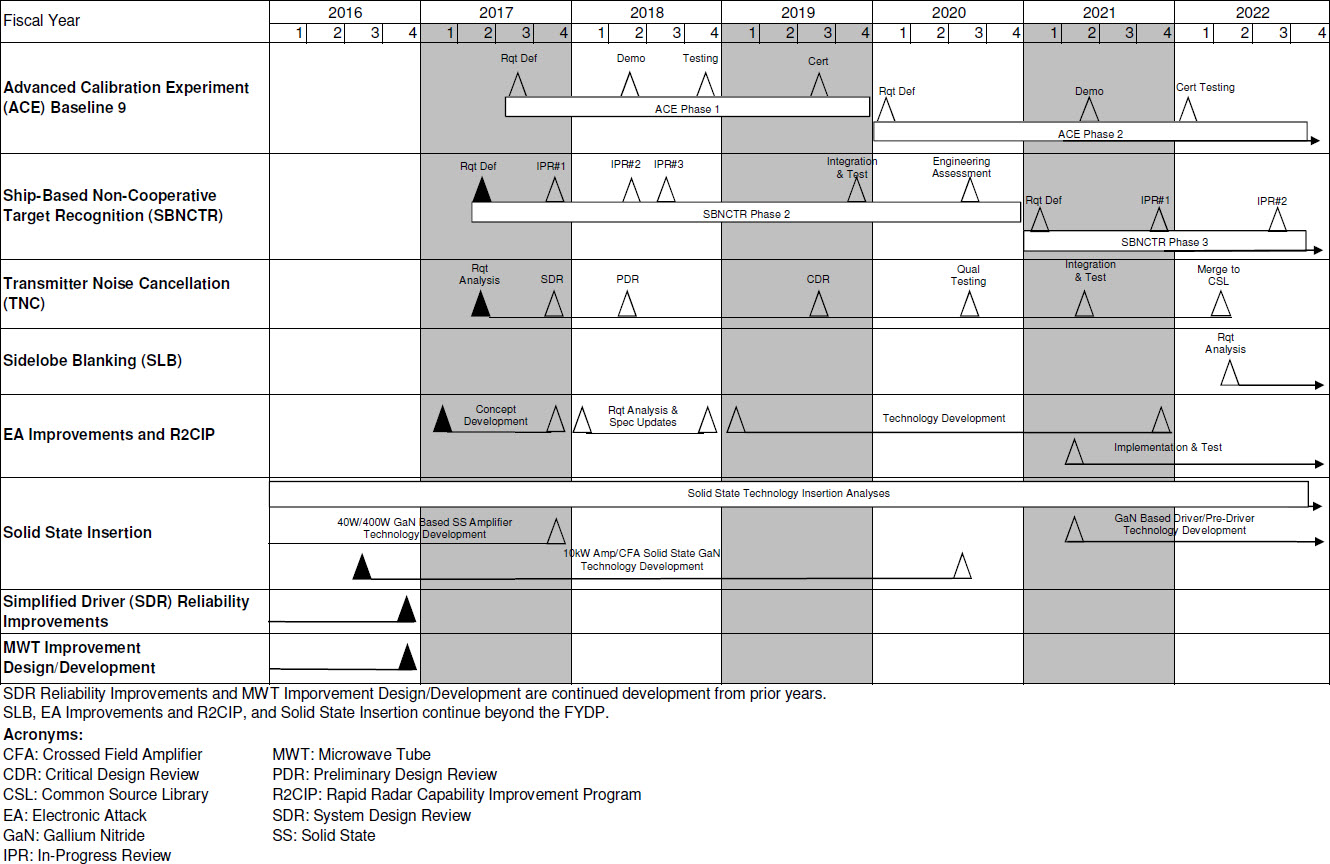 Fiscal Year
2016 2017 2018 2019 2020 2021 2022
1 2 3 4 1 2 3 4 1 2 3 4 1 2 3 4 1 2 3 4 1 2 3 4 1 2 3 4
Advanced Calibration Experiment
(ACE) Baseline 9
Rqt Def Demo Testing Cert
ACE Phase 1
Rqt Def Demo Cert Testing
ACE Phase 2
Ship-Based Non-Cooperative
Target Recognition (SBNCTR)
Rqt Def IPR#1 IPR#2 IPR#3
Integration
& Test
Engineering
Assessment
SBNCTR Phase 2
Rqt Def IPR#1 IPR#2
SBNCTR Phase 3
Transmitter Noise Cancellation
(TNC)
Rqt
Analysis
SDR PDR CDR
Qual
Testing
Integration
& Test
Merge to
CSL
Sidelobe Blanking (SLB)
Rqt
Analysis
EA Improvements and R2CIP
Concept
Development
Rqt Analysis &
Spec Updates
Technology Development
Implementation & Test
Solid State Insertion
Solid State Technology Insertion Analyses
40W/400W GaN Based SS Amplifier
Technology Development
GaN Based Driver/Pre-Driver
Technology Development
10kW Amp/CFA Solid State GaN
Technology Development
Simplified Driver (SDR) Reliability
Improvements
MWT Improvement
Design/Development
SDR Reliability Improvements and MWT Imporvement Design/Development are continued development from prior years.
SLB, EA Improvements and R2CIP, and Solid State Insertion continue beyond the FYDP.
Acronyms:
CFA: Crossed Field Amplifier MWT: Microwave Tube
CDR: Critical Design Review PDR: Preliminary Design Review
CSL: Common Source Library R2CIP: Rapid Radar Capability Improvement Program
EA: Electronic Attack SDR: System Design Review
GaN: Gallium Nitride SS: Solid State
IPR: In-Progress Review